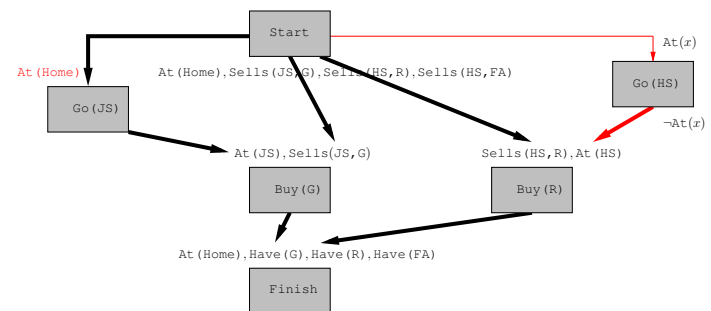 Start
At(x)
At(Home) At(Home),Sells(JS,G),Sells(HS,R),Sells(HS,FA)
Go(HS)
Go(JS)
¬At(x)
At(JS),Sells(JS,G) Sells(HS,R),At(HS)
Buy(G) Buy(R)
At(Home),Have(G),Have(R),Have(FA)
Finish